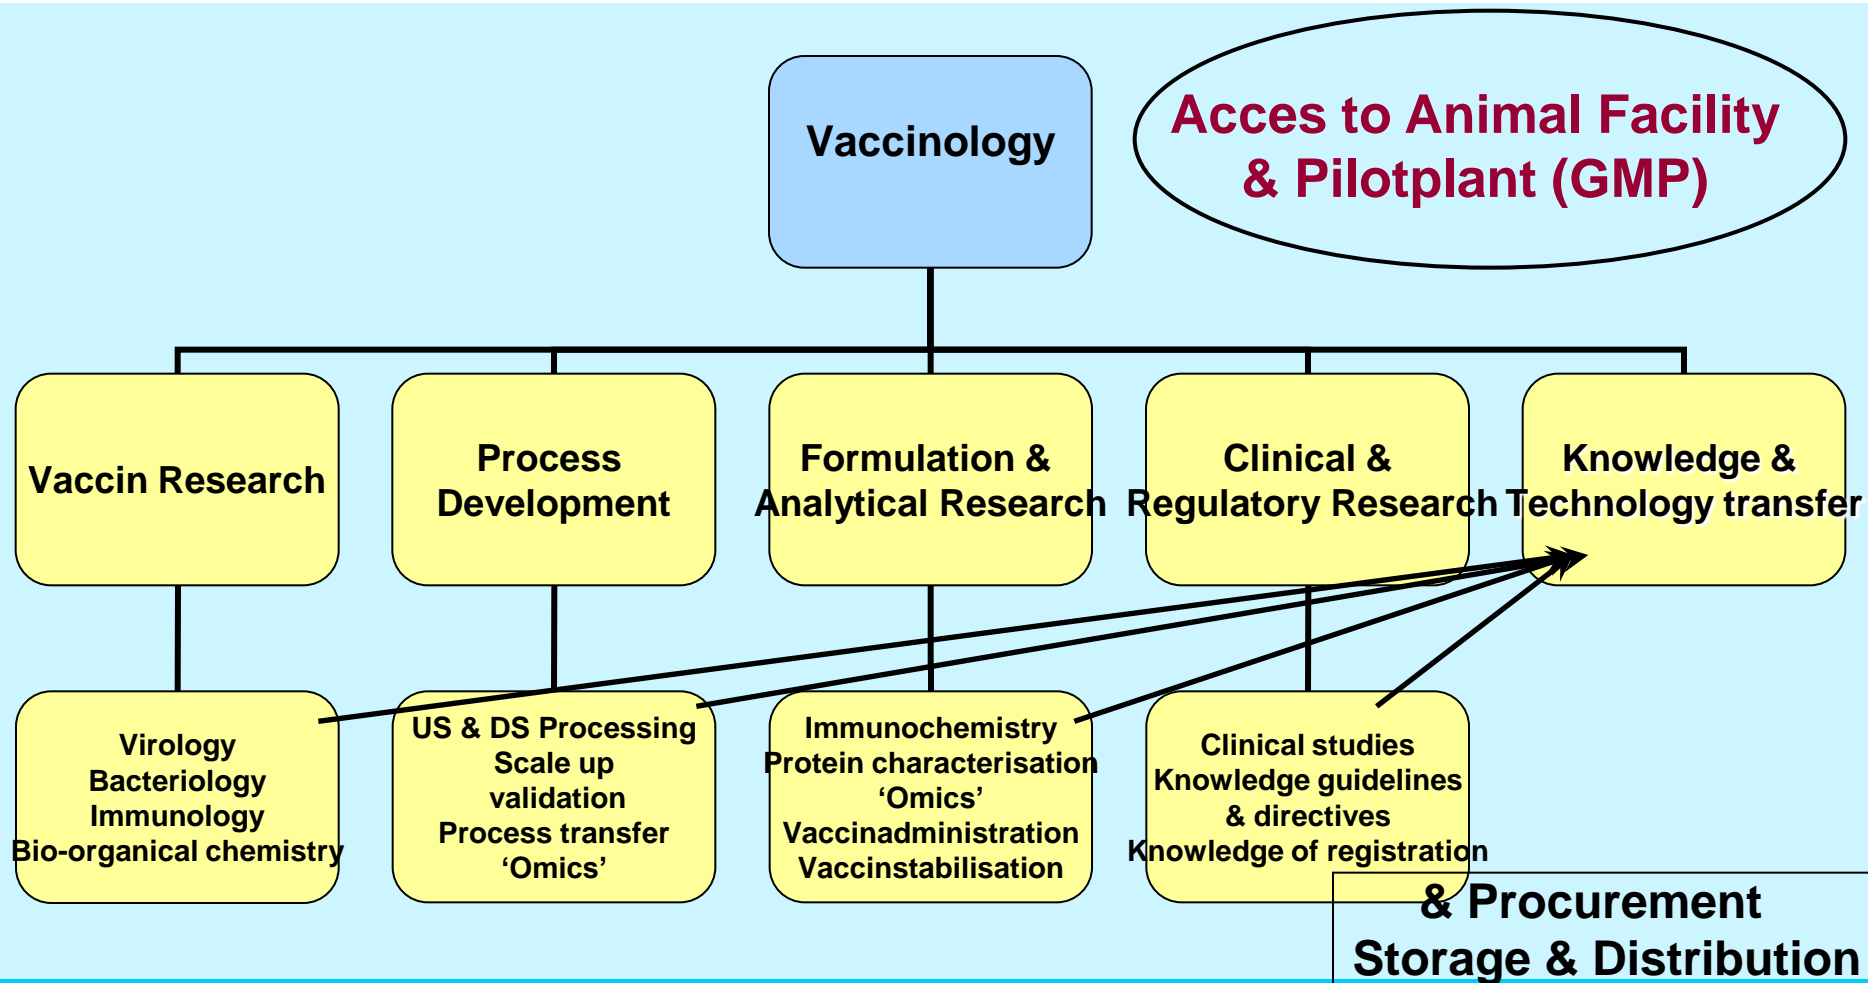 Vaccinology
Acces to Animal Facility
& Pilotplant (GMP)
Vaccin Research
Process
Development
Formulation &
Analytical Research
Clinical &
Regulatory Research
Knowledge &
Technology transfer
Virology
Bacteriology
Immunology
Bio-organical chemistry
US & DS Processing
Scale up
validation
Process transfer
‘Omics’
Immunochemistry
Protein characterisation
‘Omics’
Vaccinadministration
Vaccinstabilisation
Clinical studies
Knowledge guidelines
& directives
Knowledge of registration
& Procurement
Storage & Distribution